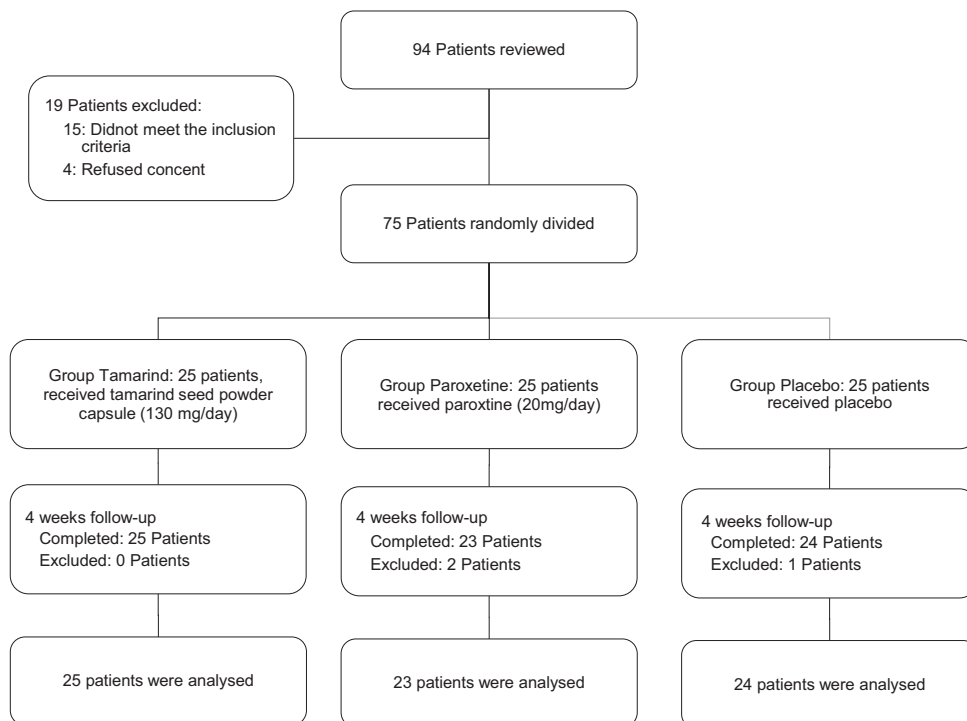 94 Patients reviewed
19 Patients excluded:
15: Didnot meet the inclusion
criteria
4: Refused concent
75 Patients randomly divided
Group Tamarind: 25 patients,
received tamarind seed powder
capsule (130 mg/day)
Group Paroxetine: 25 patients
received paroxtine (20mg/day)
Group Placebo: 25 patients
received placebo
4 weeks follow-up
Completed: 25 Patients
Excluded: 0 Patients
4 weeks follow-up
Completed: 23 Patients
Excluded: 2 Patients
4 weeks follow-up
Completed: 24 Patients
Excluded: 1 Patients
25 patients were analysed
23 patients were analysed
24 patients were analysed